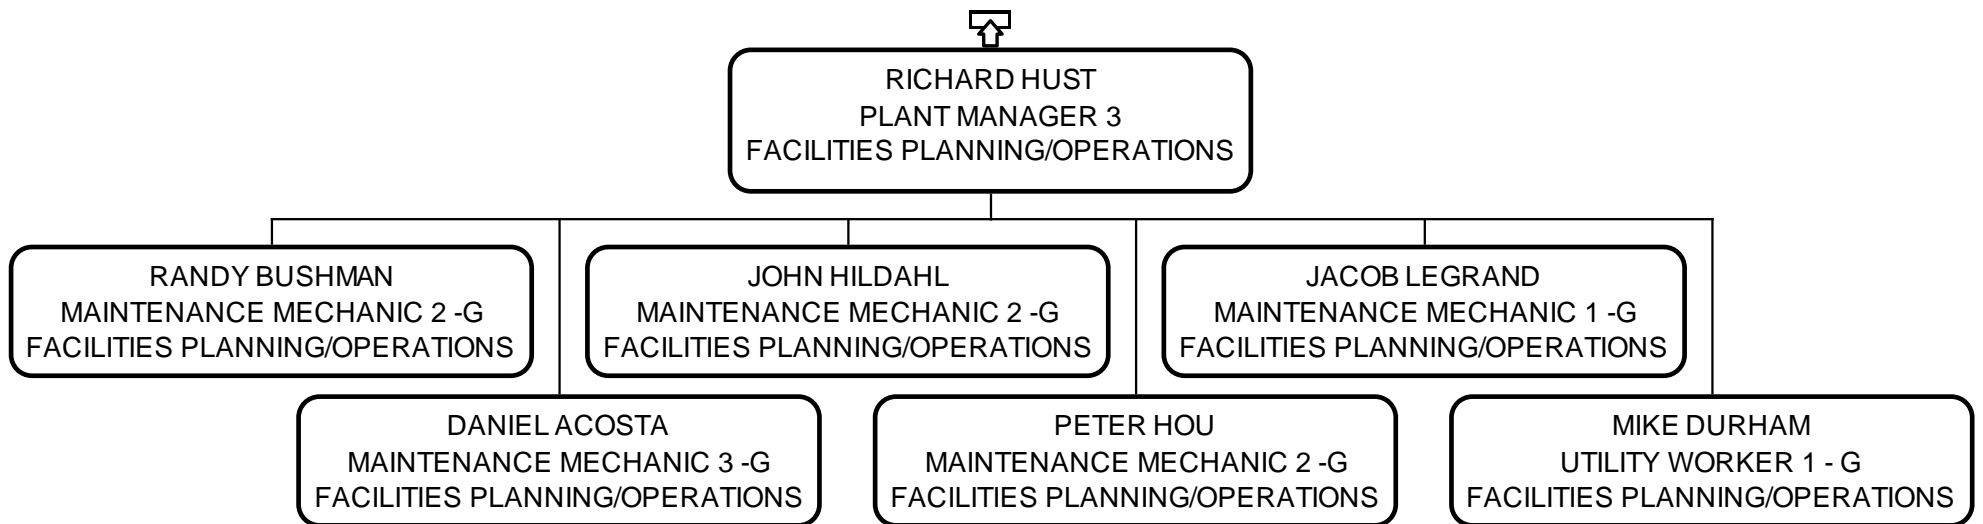 RICHARD HUST
PLANT MANAGER 3
FACILITIES PLANNING/OPERATIONS
RANDY BUSHMAN
MAINTENANCE MECHANIC 2 -G
FACILITIES PLANNING/OPERATIONS
JOHN HILDAHL
MAINTENANCE MECHANIC 2 -G
FACILITIES PLANNING/OPERATIONS
JACOB LEGRAND
MAINTENANCE MECHANIC 1 -G
FACILITIES PLANNING/OPERATIONS
DANIEL ACOSTA
MAINTENANCE MECHANIC 3 -G
FACILITIES PLANNING/OPERATIONS
PETER HOU
MAINTENANCE MECHANIC 2 -G
FACILITIES PLANNING/OPERATIONS
MIKE DURHAM
UTILITY WORKER 1 - G
FACILITIES PLANNING/OPERATIONS